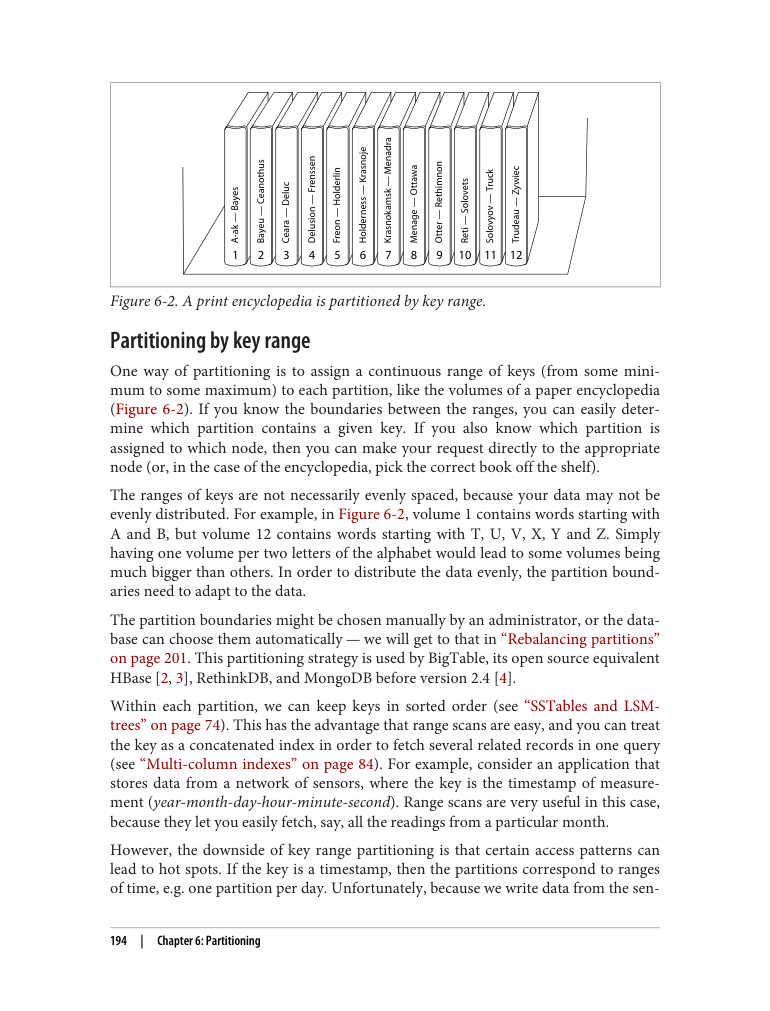 A-ak — Bayes
1
Bayeu — Ceanothus
2
Ceara — Deluc
3
Delusion — Frenssen
4
Freon — Holderlin
5
Holderness — Krasnoje
6
Krasnokamsk — Menadra
7
Menage — Ottawa
8
Otter — Rethimnon
9
Reti — Solovets
10
Solovyov — Truck
11
Trudeau — Zywiec
12
Figure 6-2. A print encyclopedia is partitioned by key range.
Partitioning by key range
One way of partitioning is to assign a continuous range of keys (from some mini-
mum to some maximum) to each partition, like the volumes of a paper encyclopedia
(Figure 6-2). If you know the boundaries between the ranges, you can easily deter-
mine which partition contains a given key. If you also know which partition is
assigned to which node, then you can make your request directly to the appropriate
node (or, in the case of the encyclopedia, pick the correct book off the shelf).
The ranges of keys are not necessarily evenly spaced, because your data may not be
evenly distributed. For example, in Figure 6-2, volume 1 contains words starting with
A and B, but volume 12 contains words starting with T, U, V, X, Y and Z. Simply
having one volume per two letters of the alphabet would lead to some volumes being
much bigger than others. In order to distribute the data evenly, the partition bound-
aries need to adapt to the data.
The partition boundaries might be chosen manually by an administrator, or the data-
base can choose them automatically — we will get to that in “Rebalancing partitions”
on page 201. This partitioning strategy is used by BigTable, its open source equivalent
HBase [2, 3], RethinkDB, and MongoDB before version 2.4 [4].
Within each partition, we can keep keys in sorted order (see “SSTables and LSM-
trees” on page 74). This has the advantage that range scans are easy, and you can treat
the key as a concatenated index in order to fetch several related records in one query
(see “Multi-column indexes” on page 84). For example, consider an application that
stores data from a network of sensors, where the key is the timestamp of measure-
ment (year-month-day-hour-minute-second). Range scans are very useful in this case,
because they let you easily fetch, say, all the readings from a particular month.
However, the downside of key range partitioning is that certain access patterns can
lead to hot spots. If the key is a timestamp, then the partitions correspond to ranges
of time, e.g. one partition per day. Unfortunately, because we write data from the sen-
194 | Chapter 6: Partitioning